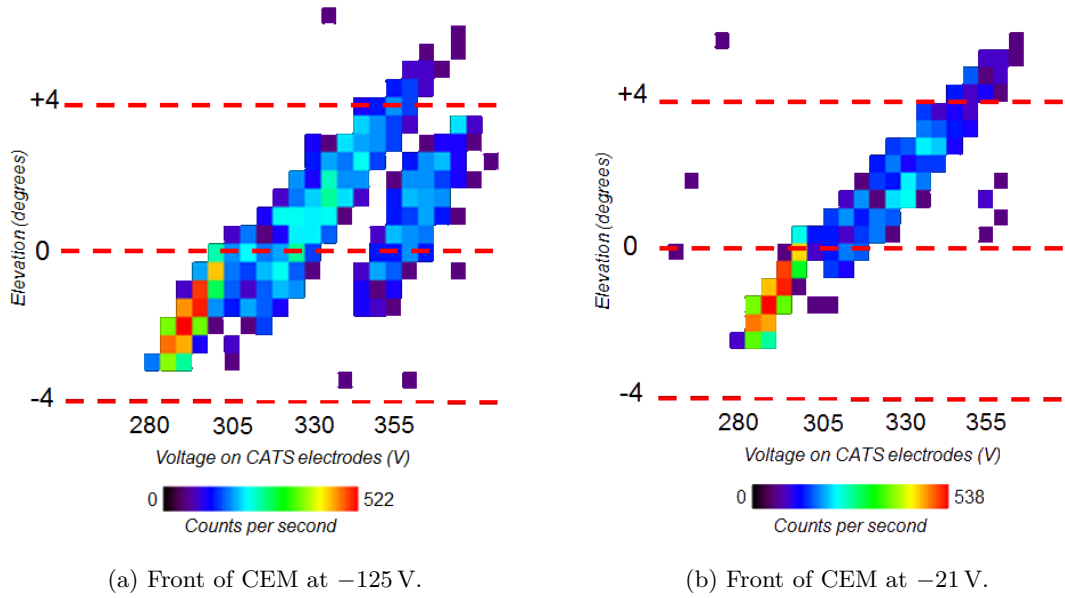 +4
0
-4
Elevation (degrees)
280 305 330 355
Voltage on CATS electrodes (V)
0 522
Counts per second
(a) Front of CEM at −125 V.
+4
0
-4
Elevation (degrees)
280 305 330 355
Voltage on CATS electrodes (V)
0 538
Counts per second
(b) Front of CEM at −21 V.